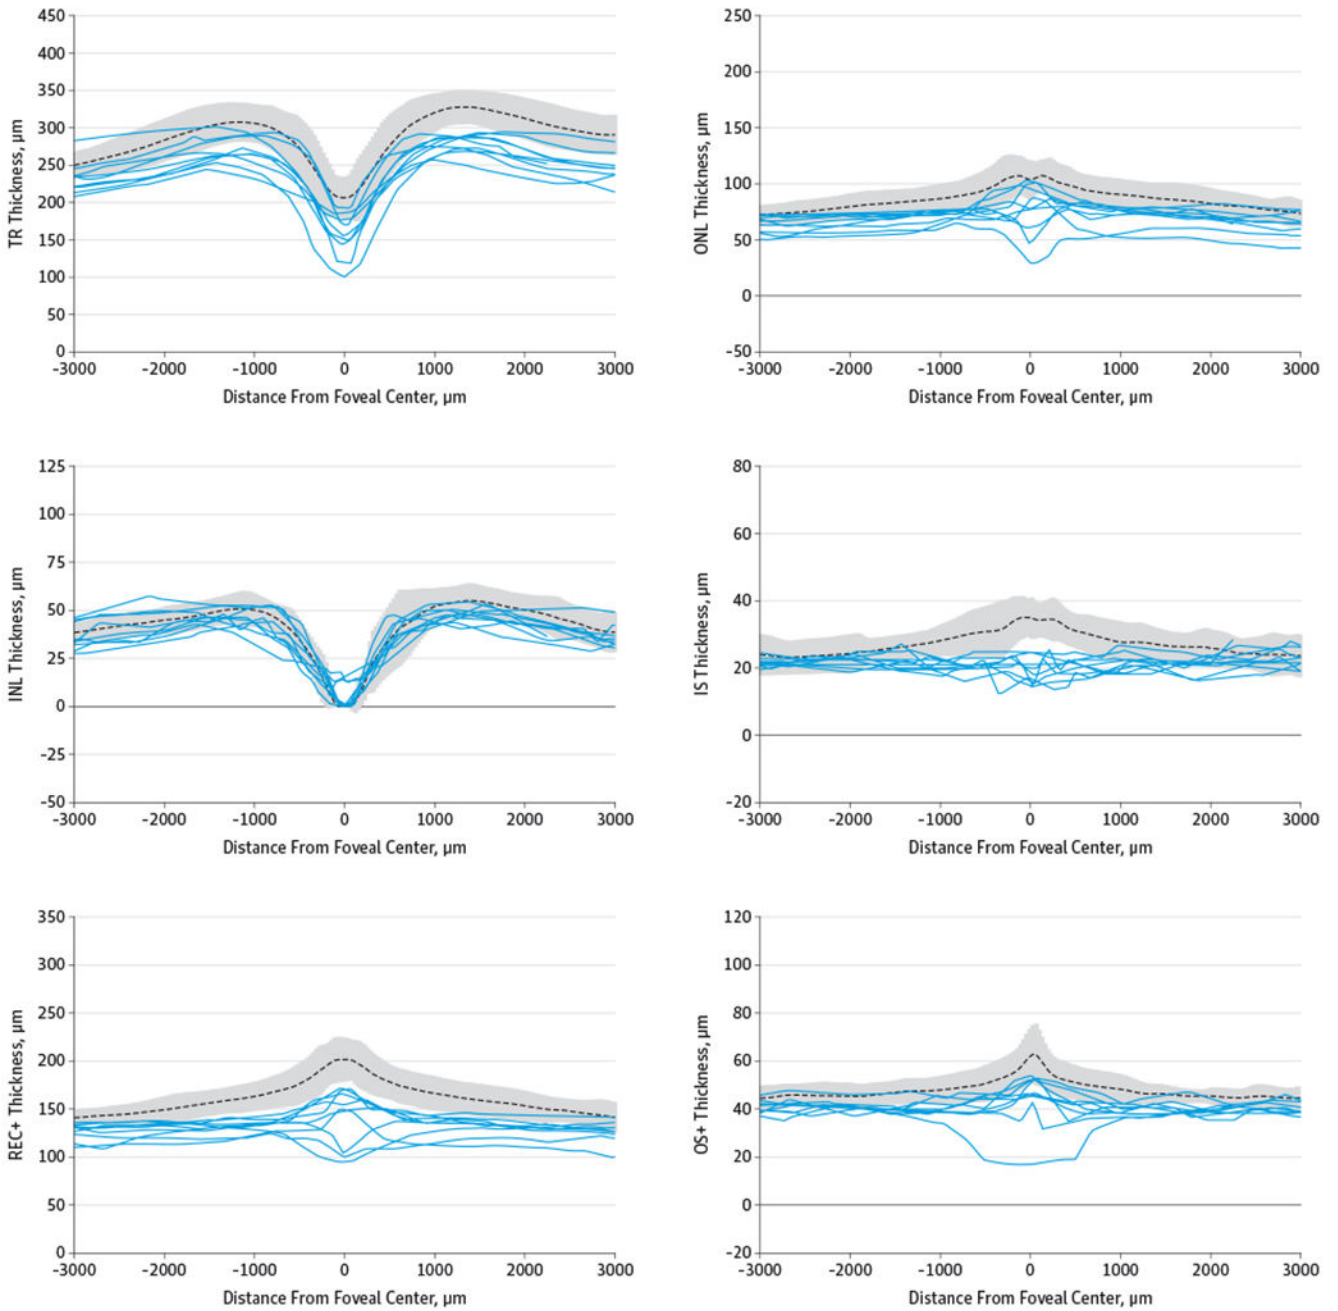 TR Thickness, µm
450
400
350
300
250
200
150
100
50
0
-3000 -2000 -1000 0 1000 2000 3000
Distance From Foveal Center, µm
ONL Thickness, µm
250
200
150
100
50
0
-50
-3000 -2000 -1000 0 1000 2000 3000
Distance From Foveal Center, µm
INL Thickness, µm
125
100
75
50
25
0
-25
-50
-3000 -2000 -1000 0 1000 2000 3000
Distance From Foveal Center, µm
IS Thickness, µm
80
60
40
20
0
-20
-3000 -2000 -1000 0 1000 2000 3000
Distance From Foveal Center, µm
REC+ Thickness, µm
350
300
250
200
150
100
50
0
-3000 -2000 -1000 0 1000 2000 3000
Distance From Foveal Center, µm
OS+ Thickness, µm
120
100
80
60
40
20
0
-20
-3000 -2000 -1000 0 1000 2000 3000
Distance From Foveal Center, µm